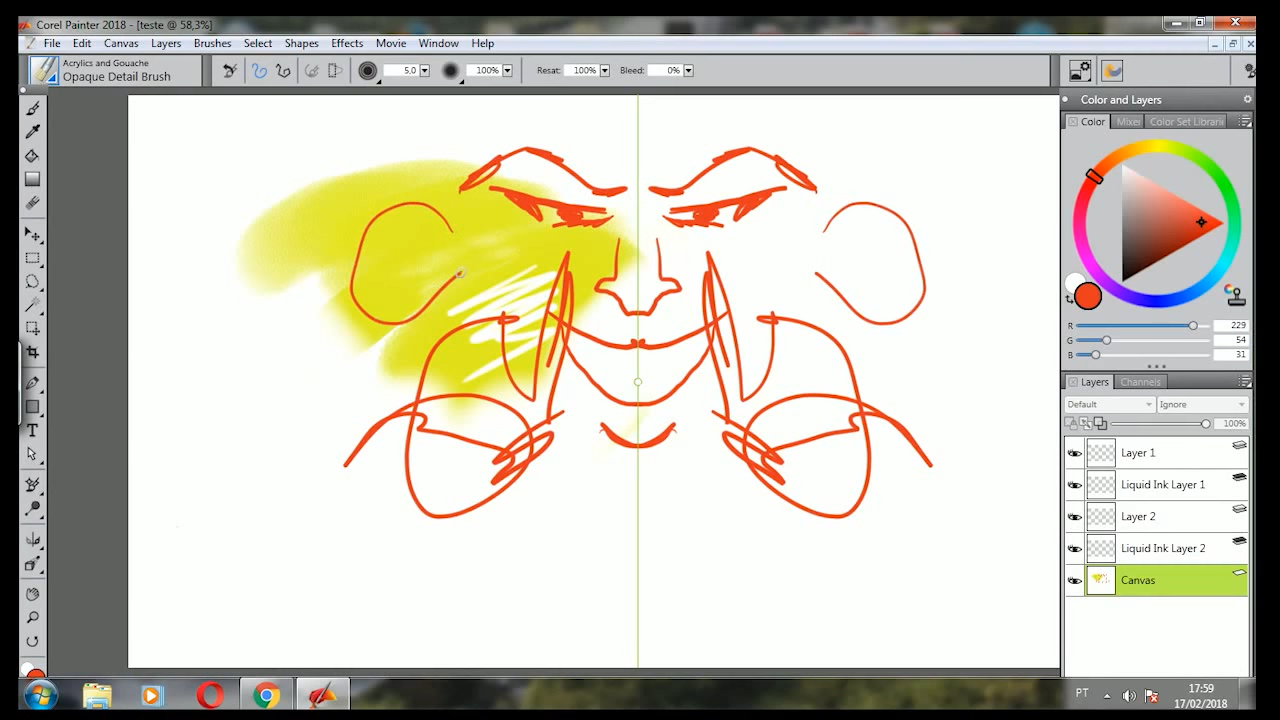 Corel Painter 2018 - [teste @ 58,3%]
File Edit Canvas Layers Brushes Select Shapes Effects Movie Window Help
Acrylics and Gouache
Opaque Detail Brush
5,0 100% Resat: 100% Bleed: 0%
Color and Layers
Color Mixer Color Set Librari
R 229
G 54
B 31
Layers Channels
Default Ignore
100%
Layer 1
Liquid Ink Layer 1
Layer 2
Liquid Ink Layer 2
Canvas
T
PT 17:59
17/02/2018